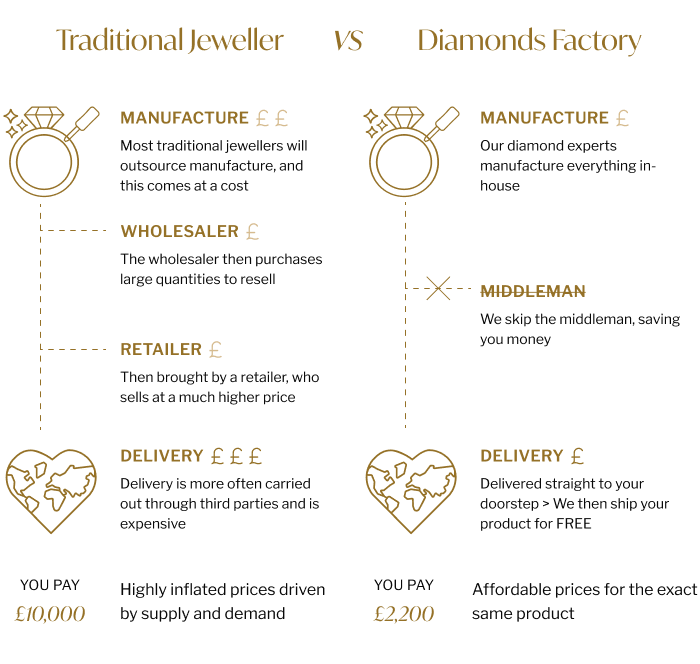 Traditional Jeweller VS Diamonds Factory
MANUFACTURE £ £
Most traditional jewellers will
outsource manufacture, and
this comes at a cost
WHOLESALER £
The wholesaler then purchases
large quantities to resell
RETAILER £
Then brought by a retailer, who
sells at a much higher price
DELIVERY £ £ £
Delivery is more often carried
out through third parties and is
expensive
YOU PAY
£10,000
Highly inflated prices driven
by supply and demand
MANUFACTURE £
Our diamond experts
manufacture everything in-
house
MIDDLEMAN
We skip the middleman, saving
you money
DELIVERY £
Delivered straight to your
doorstep > We then ship your
product for FREE
YOU PAY
£2,200
Affordable prices for the exact
same product